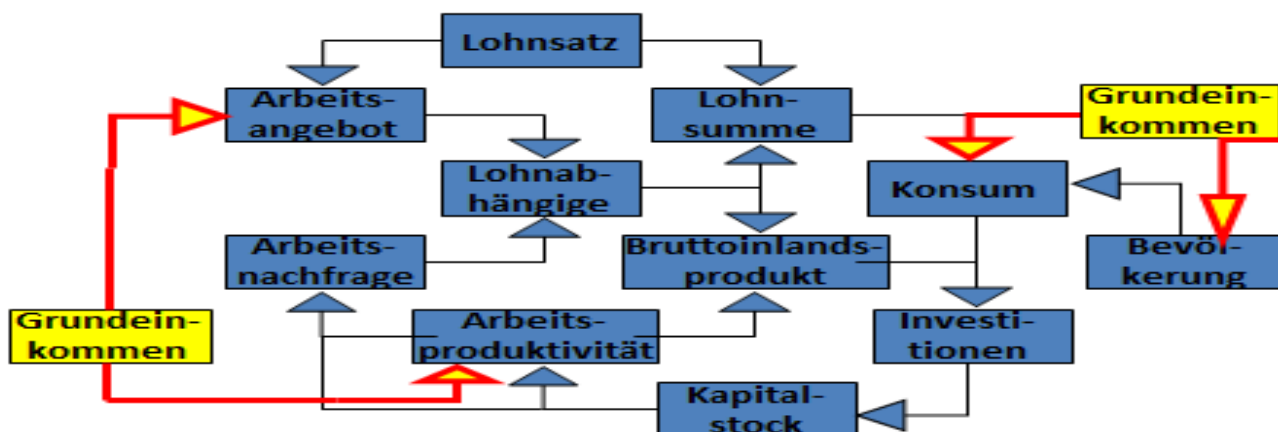 Lohnsatz
Arbeits-
angebot
Lohn-
summe
Grundein-
kommen
Lohnab-
hängige
Konsum
Arbeits-
nachfrage
Bruttoinlands-
produkt
Bevöl-
kerung
Grundein-
kommen
Arbeits-
produktivität
Investi-
tionen
Kapital-
stock